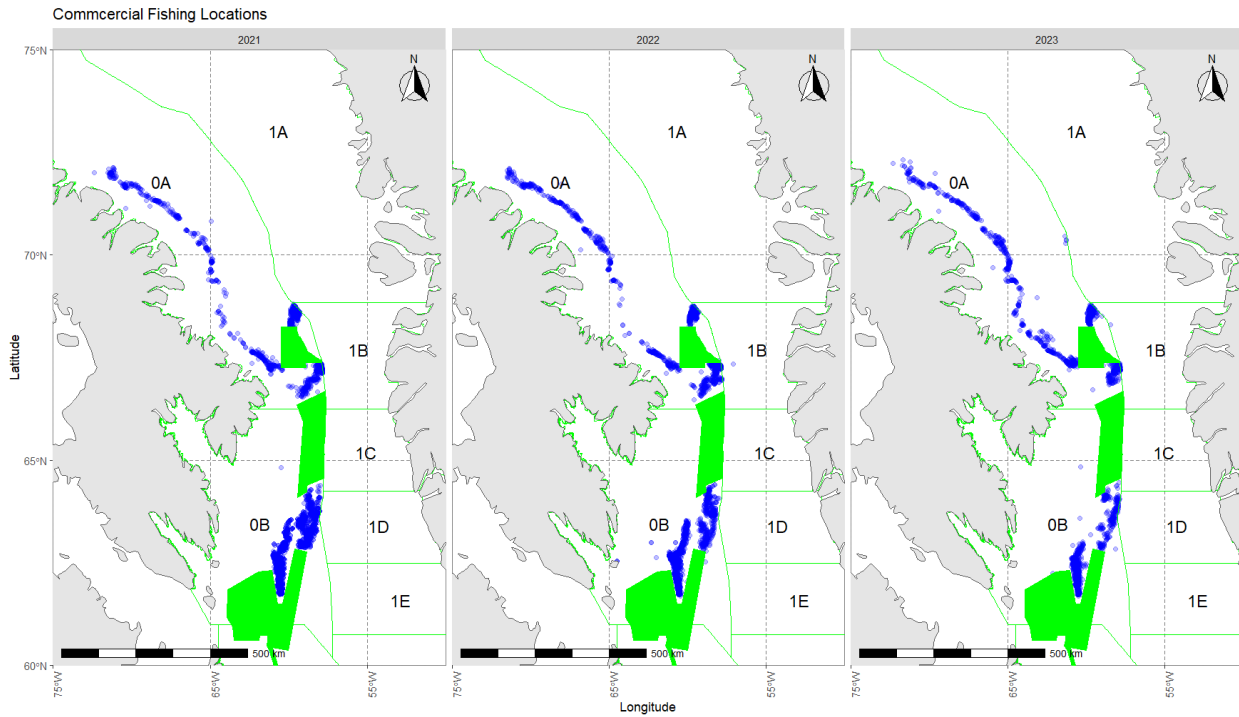 Commcercial Fishing Locations
2021 2022 2023
75°N
N N N
1A 1A 1A
0A 0A 0A
70°N
1B 1B 1B
Latitude
65°N
1C 1C 1C
0B 1D 0B 1D 0B 1D
1E 1E 1E
500 km 500 km 500 km
60°N
75°W 65°W 55°W 75°W 65°W 55°W 75°W 65°W 55°W
Longitude